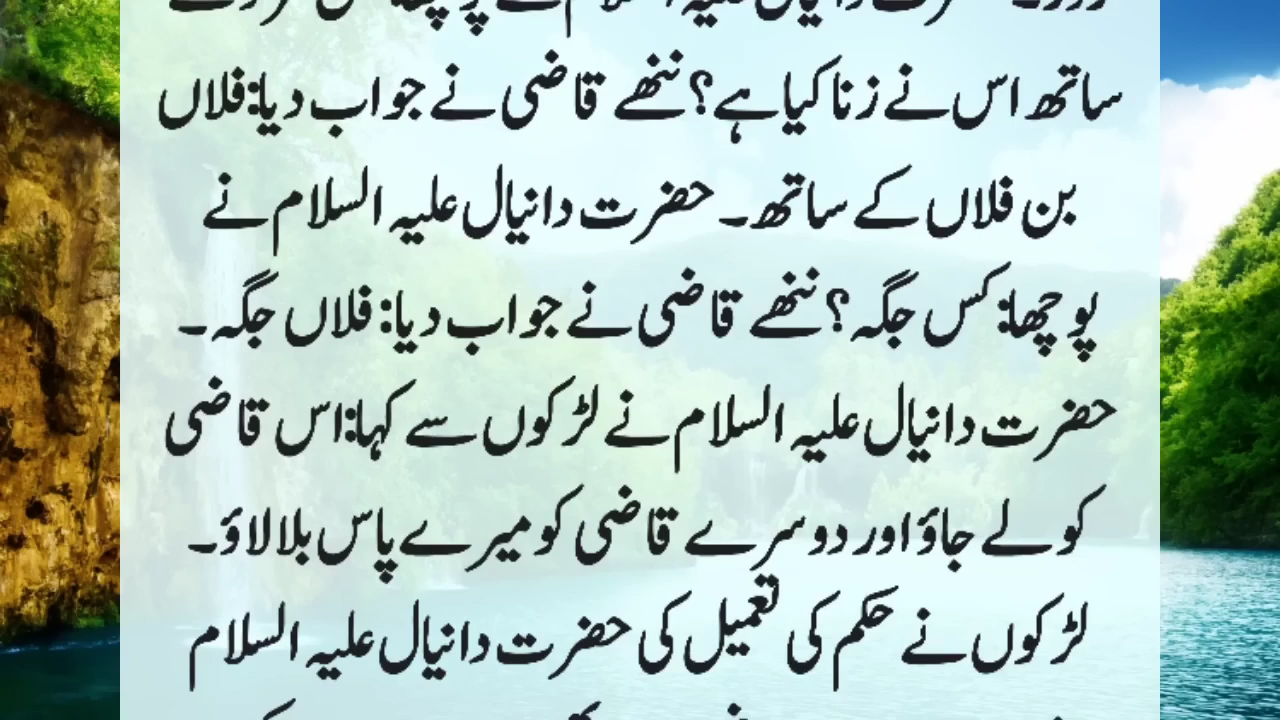 ساتھ اس نے زنا کیا ہے؟ ننھے قاضی نے جواب دیا: فلاں
بن فلاں کے ساتھ۔ حضرت دانیال علیہ السلام نے
پوچھا: کس جگہ؟ ننھے قاضی نے جواب دیا: فلاں جگہ۔
حضرت دانیال علیہ السلام نے لڑکوں سے کہا: اس قاضی
کو لے جاؤ اور دوسرے قاضی کو میرے پاس بلا لاؤ۔
لڑکوں نے حکم کی تعمیل کی حضرت دانیال علیہ السلام